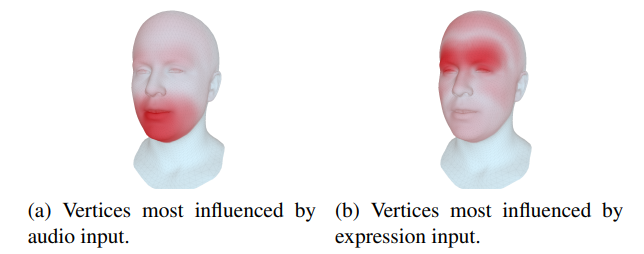 (a) Vertices most influenced by
audio input.
(b) Vertices most influenced by
expression input.